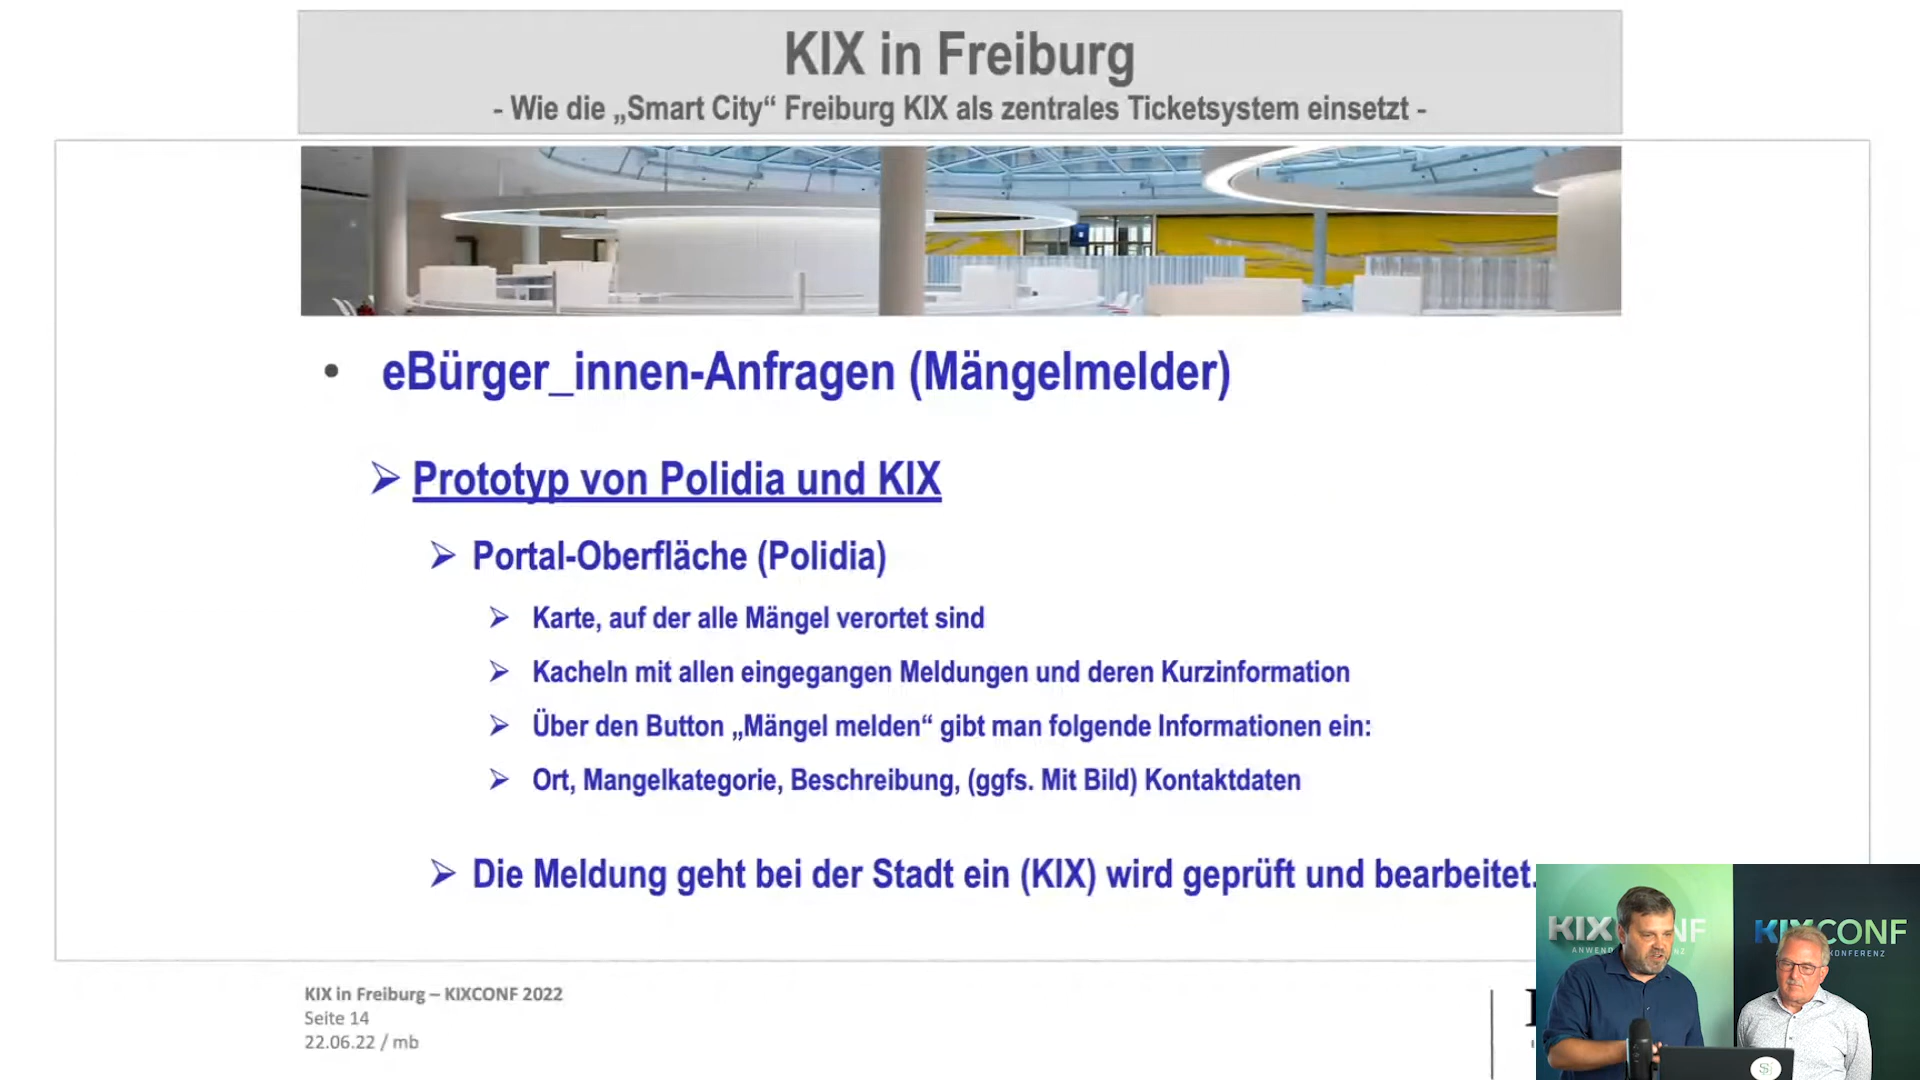 KIX in Freiburg
- Wie die „Smart City“ Freiburg KIX als zentrales Ticketsystem einsetzt -
• eBürger_innen-Anfragen (Mängelmelder)
➢ Prototyp von Polidia und KIX
➢ Portal-Oberfläche (Polidia)
➢ Karte, auf der alle Mängel verortet sind
➢ Kacheln mit allen eingegangen Meldungen und deren Kurzinformation
➢ Über den Button „Mängel melden“ gibt man folgende Informationen ein:
➢ Ort, Mangelkategorie, Beschreibung, (ggfs. Mit Bild) Kontaktdaten
➢ Die Meldung geht bei der Stadt ein (KIX) wird geprüft und bearbeitet.
KIX in Freiburg – KIXCONF 2022
Seite 14
22.06.22 / mb
KIXCONF